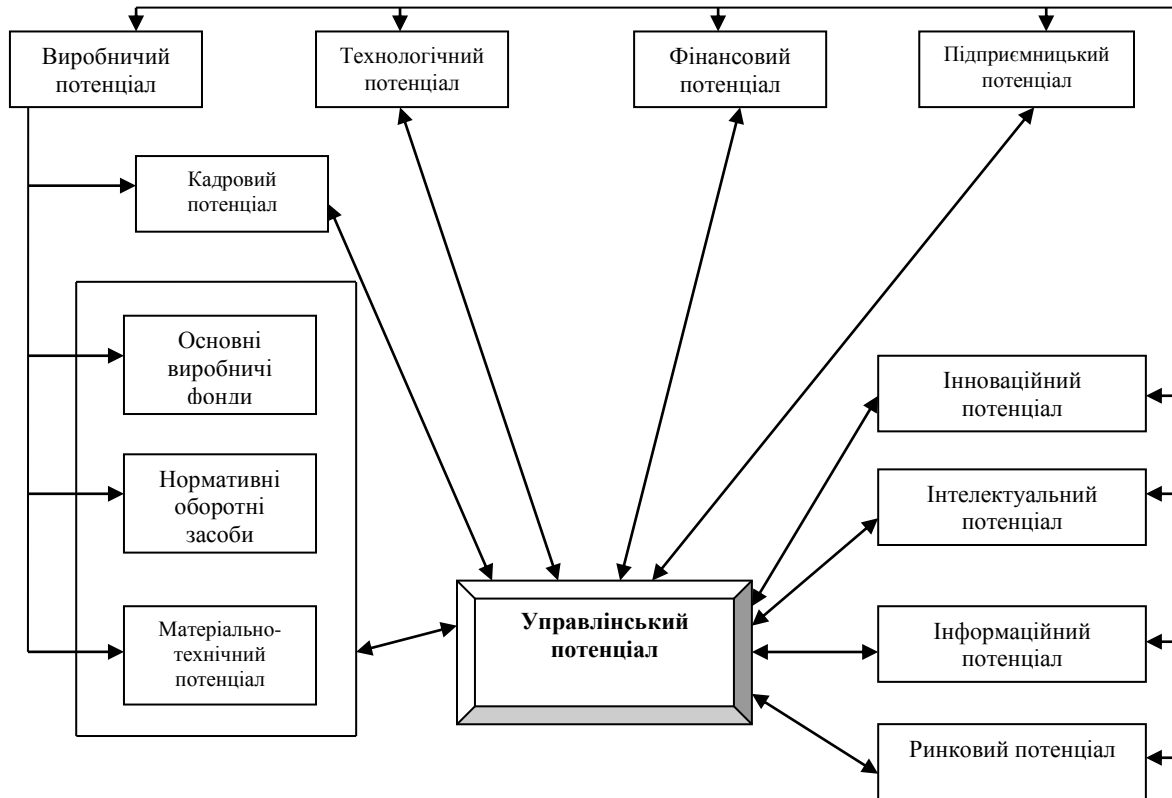 Виробничий
потенціал
Технологічний
потенціал
Фінансовий
потенціал
Підприємницький
потенціал
Кадровий
потенціал
Основні
виробничі
фонди
Нормативні
оборотні
засоби
Матеріально-
технічний
потенціал
Управлінський
потенціал
Інноваційний
потенціал
Інтелектуальний
потенціал
Інформаційний
потенціал
Ринковий потенціал